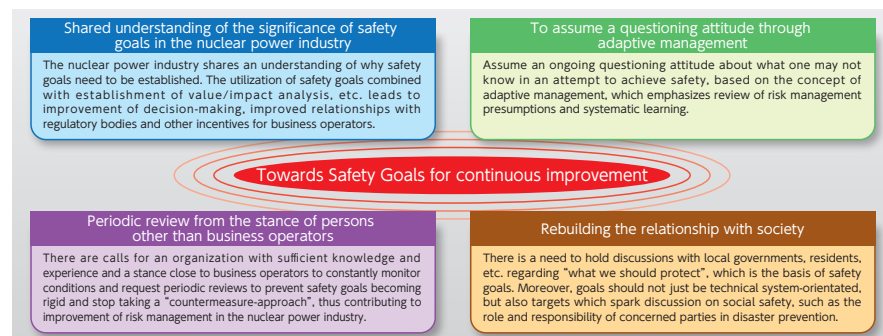 Shared understanding of the significance of safety
goals in the nuclear power industry
The nuclear power industry shares an understanding of why safety
goals need to be established. The utilization of safety goals combined
with establishment of value/impact analysis, etc. leads to
improvement of decision-making, improved relationships with
regulatory bodies and other incentives for business operators.
To assume a questioning attitude through
adaptive management
Assume an ongoing questioning attitude about what one may not
know in an attempt to achieve safety, based on the concept of
adaptive management, which emphasizes review of risk management
presumptions and systematic learning.
Towards Safety Goals for continuous improvement
Periodic review from the stance of persons
other than business operators
There are calls for an organization with sufficient knowledge and
experience and a stance close to business operators to constantly monitor
conditions and request periodic reviews to prevent safety goals becoming
rigid and stop taking a "countermeasure-approach", thus contributing to
improvement of risk management in the nuclear power industry.
Rebuilding the relationship with society
There is a need to hold discussions with local governments, residents,
etc. regarding "what we should protect", which is the basis of safety
goals. Moreover, goals should not just be technical system-orientated,
but also targets which spark discussion on social safety, such as the
role and responsibility of concerned parties in disaster prevention.